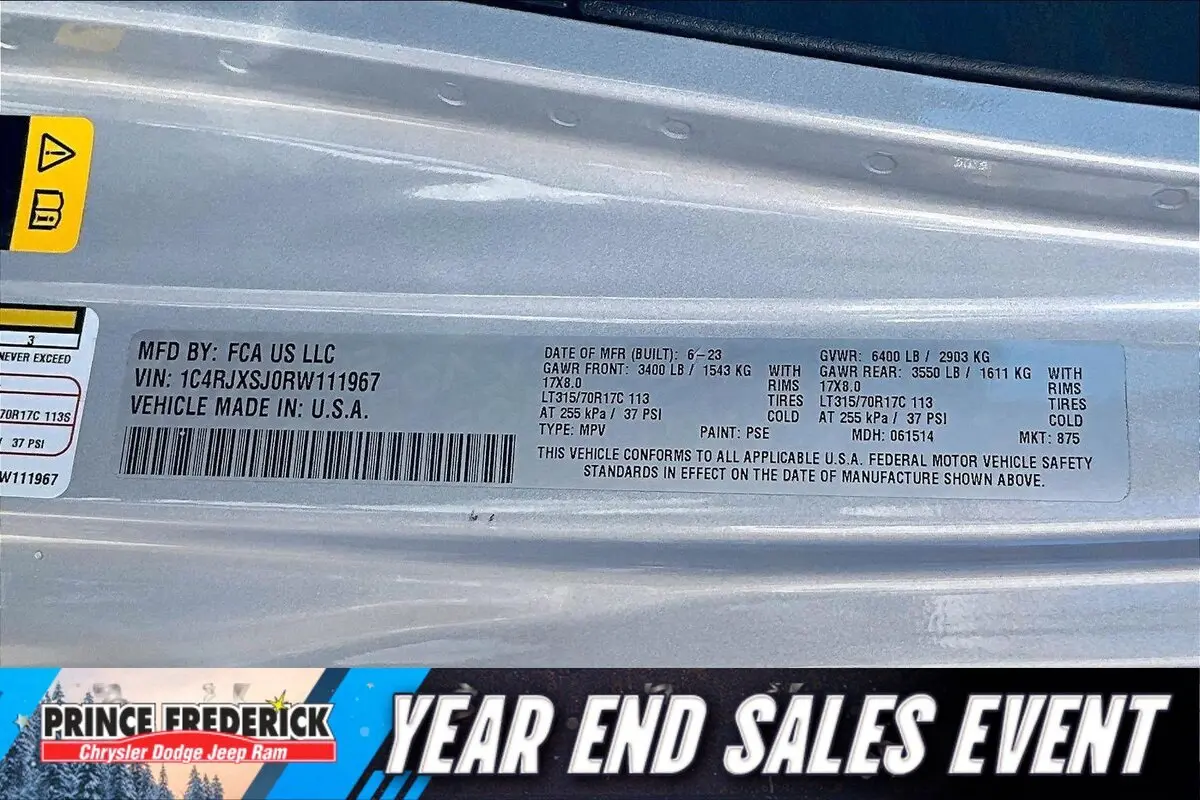 3
NEVER EXCEED
70R17C 113S
/ 37 PSI
W111967
MFD BY: FCA US LLC
VIN: 1C4RJXSJ0RW111967
VEHICLE MADE IN: U.S.A.
DATE OF MFR (BUILT): 6-23
GAWR FRONT: 3400 LB / 1543 KG WITH
17X8.0 RIMS
LT315/70R17C 113 TIRES
AT 255 kPa / 37 PSI COLD
GVWR: 6400 LB / 2903 KG
GAWR REAR: 3550 LB / 1611 KG WITH
17X8.0 RIMS
LT315/70R17C 113 TIRES
AT 255 kPa / 37 PSI COLD
TYPE: MPV PAINT: PSE MDH: 061514 MKT: 875
THIS VEHICLE CONFORMS TO ALL APPLICABLE U.S.A. FEDERAL MOTOR VEHICLE SAFETY
STANDARDS IN EFFECT ON THE DATE OF MANUFACTURE SHOWN ABOVE.
PRINCE FREDERICK
Chrysler Dodge Jeep Ram
YEAR END SALES EVENT